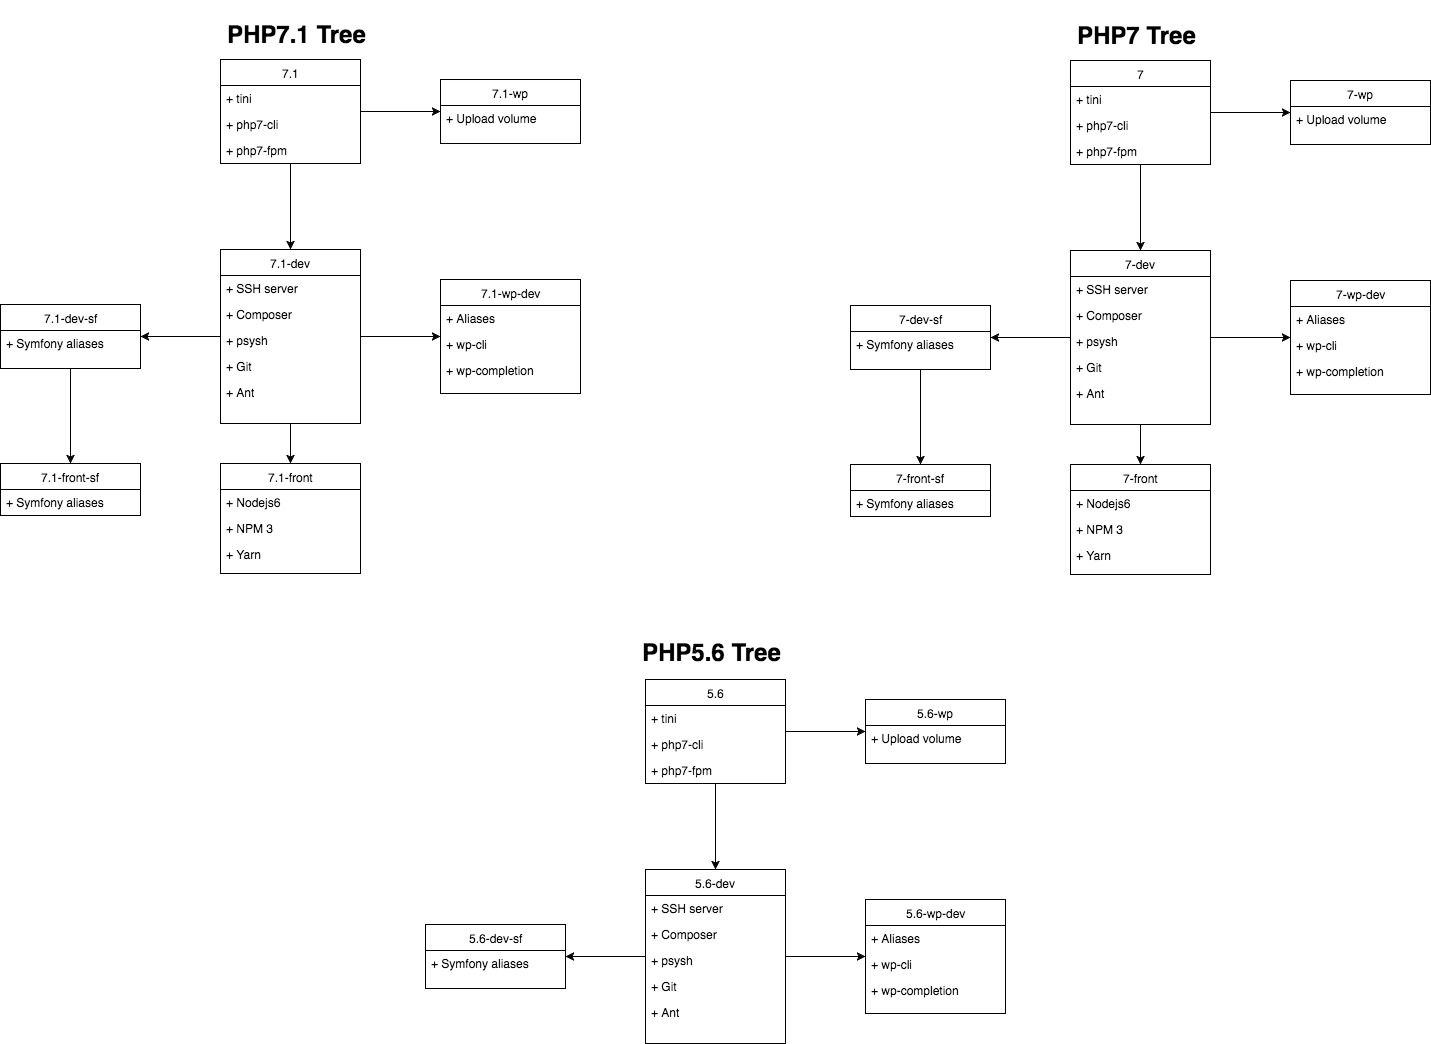 PHP7.1 Tree
7.1
+ tini
+ php7-cli
+ php7-fpm
7.1-wp
+ Upload volume
7.1-dev
+ SSH server
+ Composer
+ psysh
+ Git
+ Ant
7.1-dev-sf
+ Symfony aliases
7.1-wp-dev
+ Aliases
+ wp-cli
+ wp-completion
7.1-front-sf
+ Symfony aliases
7.1-front
+ Nodejs6
+ NPM 3
+ Yarn
PHP7 Tree
7
+ tini
+ php7-cli
+ php7-fpm
7-wp
+ Upload volume
7-dev
+ SSH server
+ Composer
+ psysh
+ Git
+ Ant
7-dev-sf
+ Symfony aliases
7-wp-dev
+ Aliases
+ wp-cli
+ wp-completion
7-front-sf
+ Symfony aliases
7-front
+ Nodejs6
+ NPM 3
+ Yarn
PHP5.6 Tree
5.6
+ tini
+ php7-cli
+ php7-fpm
5.6-wp
+ Upload volume
5.6-dev
+ SSH server
+ Composer
+ psysh
+ Git
+ Ant
5.6-dev-sf
+ Symfony aliases
5.6-wp-dev
+ Aliases
+ wp-cli
+ wp-completion